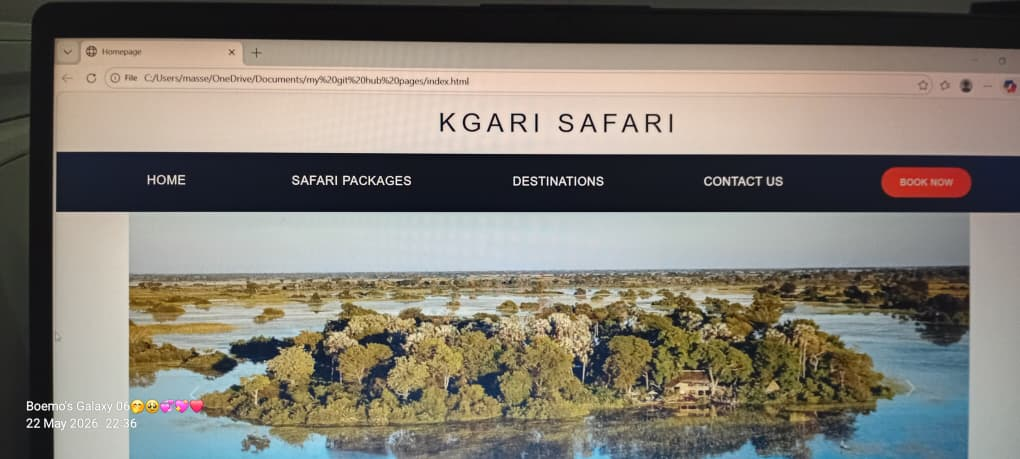 Homepage
File C:/Users/masse/OneDrive/Documents/my%20git%20hub%20pages/index.html
KGARI SAFARI
HOME SAFARI PACKAGES DESTINATIONS CONTACT US BOOK NOW
Boemo's Galaxy 06🤭🥹💞💖❤️
22 May 2026 22:36